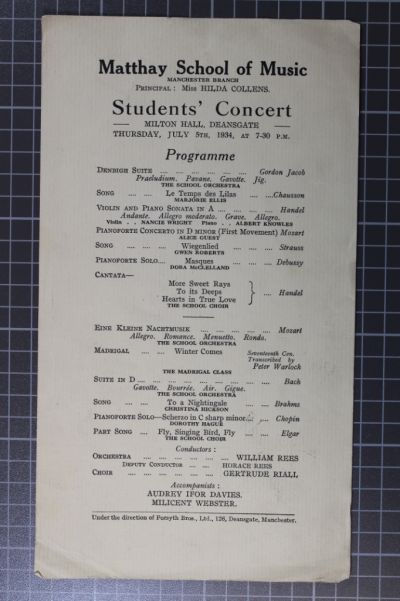 Matthay School of Music
MANCHESTER BRANCH
PRINCIPAL: Miss HILDA COLLENS.
Students' Concert
MILTON HALL, DEANSGATE
THURSDAY, JULY 5TH, 1934, AT 7-30 P.M.
Programme
DENBIGH SUITE ... ... ... ... ... ... Gordon Jacob
Praeludium. Pavane. Gavotte. Jig.
THE SCHOOL ORCHESTRA
SONG ... ... Le Temps des Lilas ... ... Chausson
MARJORIE ELLIS
VIOLIN AND PIANO SONATA IN A ... ... ... ... Handel
Andante. Allegro moderato. Grave. Allegro.
Violin . . NANCIE WRIGHT Piano . . ALBERT KNOWLES
PIANOFORTE CONCERTO IN D MINOR (First Movement) Mozart
ALICE GUEST
SONG ... ... Wiegenlied ... ... ... Strauss
GWEN ROBERTS
PIANOFORTE SOLO... Masques ... ... Debussy
DORA McCLELLAND
CANTATA—
More Sweet Rays
To its Deeps
Hearts in True Love } ... ... Handel
THE SCHOOL CHOIR
EINE KLEINE NACHTMUSIK ... ... ... ... Mozart
Allegro. Romance. Menuetto. Rondo.
THE SCHOOL ORCHESTRA
MADRIGAL ... ... Winter Comes Seventeenth Cen.
Transcribed by
Peter Warlock
THE MADRIGAL CLASS
SUITE IN D ... ... ... ... ... ... ... Bach
Gavotte. Bourrée. Air. Gigue.
THE SCHOOL ORCHESTRA
SONG ... ... To a Nightingale ... ... Brahms
CHRISTINA HICKSON
PIANOFORTE SOLO—Scherzo in C sharp minor... ... Chopin
DOROTHY HAGUE
PART SONG ... Fly, Singing Bird, Fly ... ... Elgar
THE SCHOOL CHOIR
Conductors:
ORCHESTRA ... ... ... ... ... ... WILLIAM REES
DEPUTY CONDUCTOR ... ... HORACE REES
CHOIR ... ... ... ... ... ... GERTRUDE RIALL
Accompanists:
AUDREY IFOR DAVIES.
MILICENT WEBSTER.
Under the direction of Forsyth Bros., Ltd., 126, Deansgate, Manchester.